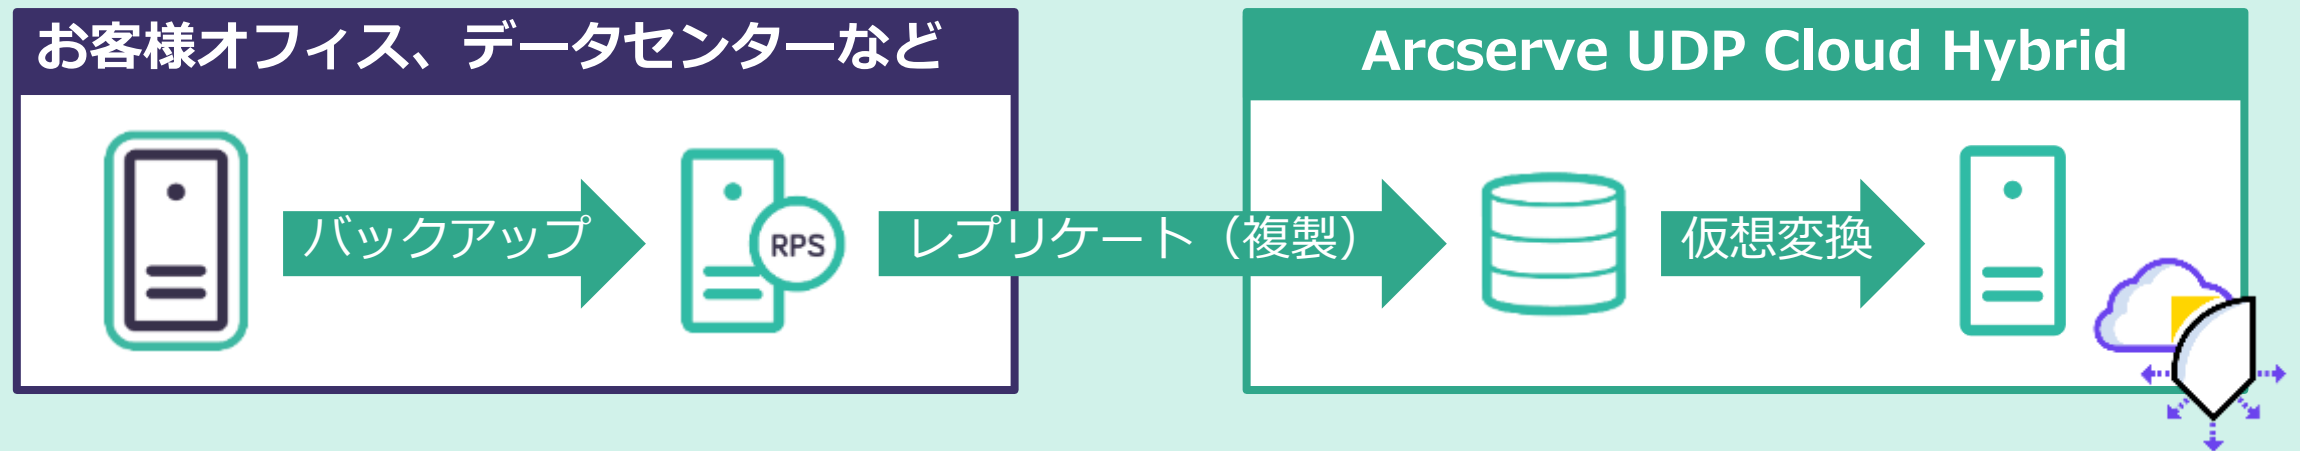 お客様オフィス、データセンターなど
Arcserve UDP Cloud Hybrid
バックアップ
RPS
レプリケート（複製）
仮想変換